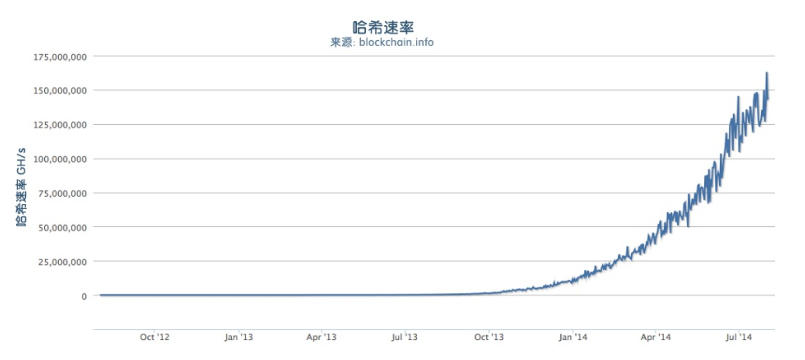 哈希速率
来源: blockchain.info
175,000,000
150,000,000
125,000,000
100,000,000
75,000,000
50,000,000
25,000,000
0
哈希速率 GH/s
Oct '12
Jan '13
Apr '13
Jul '13
Oct '13
Jan '14
Apr '14
Jul '14